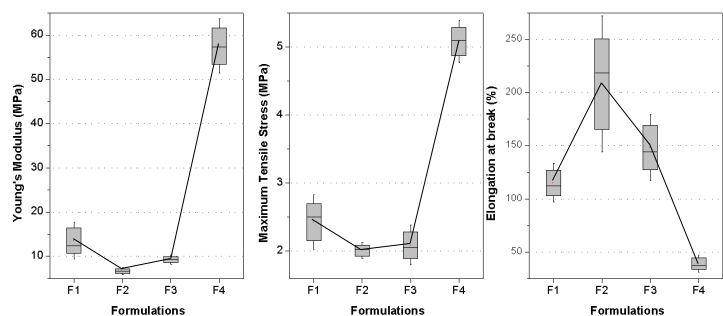 Young's Modulus (MPa)
60
50
40
30
20
10
F1 F2 F3 F4
Formulations
Maximum Tensile Stress (MPa)
5
4
3
2
F1 F2 F3 F4
Formulations
Elongation at break (%)
250
200
150
100
50
F1 F2 F3 F4
Formulations